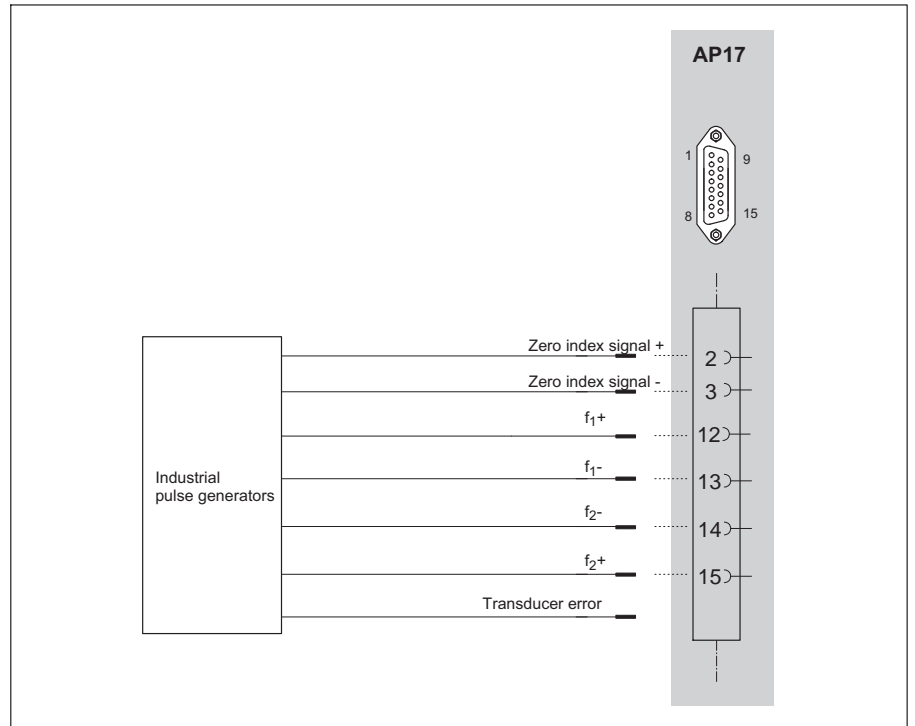 AP17
1
9
8
15
Zero index signal +
2
Zero index signal -
3
f₁+
12
f₁-
13
Industrial
pulse generators
f₂-
14
f₂+
15
Transducer error